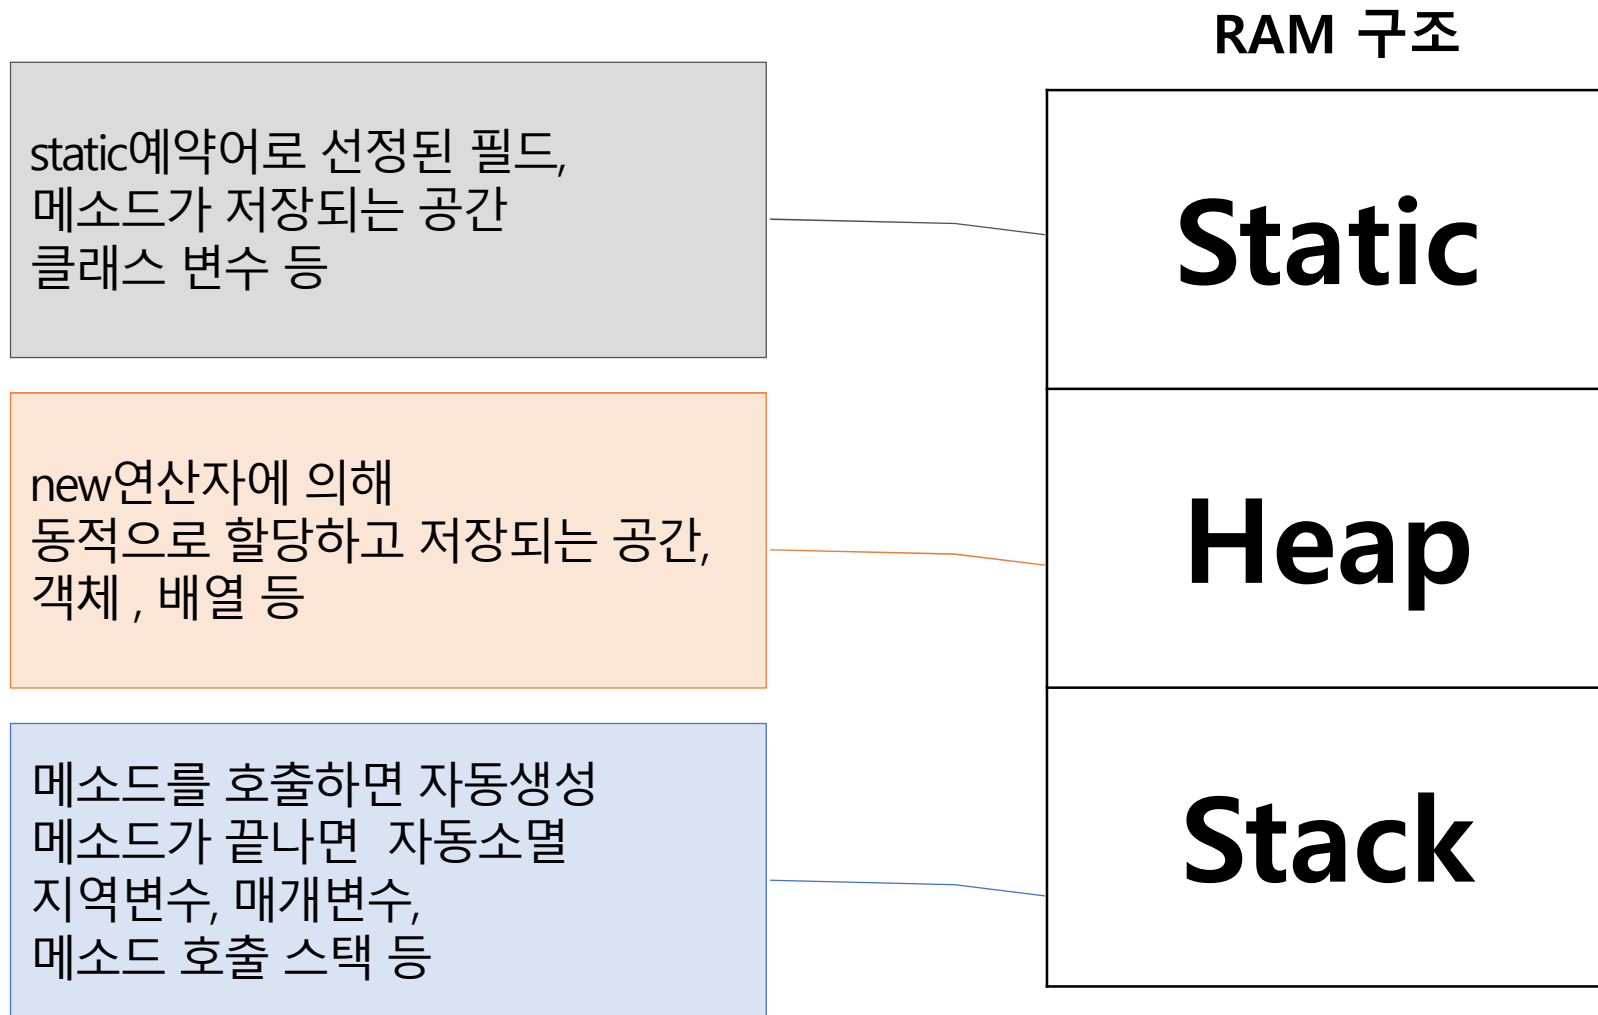 RAM 구조
static예약어로 선정된 필드,
메소드가 저장되는 공간
클래스 변수 등
Static
new연산자에 의해
동적으로 할당하고 저장되는 공간,
객체 , 배열 등
Heap
메소드를 호출하면 자동생성
메소드가 끝나면  자동소멸
지역변수, 매개변수,
메소드 호출 스택 등
Stack